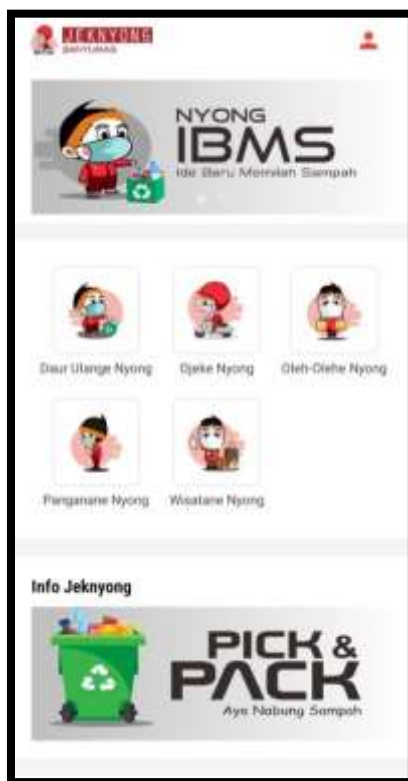 JEKNYONG
BANYUMAS
NYONG
IBMS
Ide Baru Memilah Sampah
Daur Ulange Nyong
Ojeke Nyong
Oleh-Olehe Nyong
Panganane Nyong
Wisatane Nyong
Info Jeknyong
PICK &
PACK
Ayo Nabung Sampah